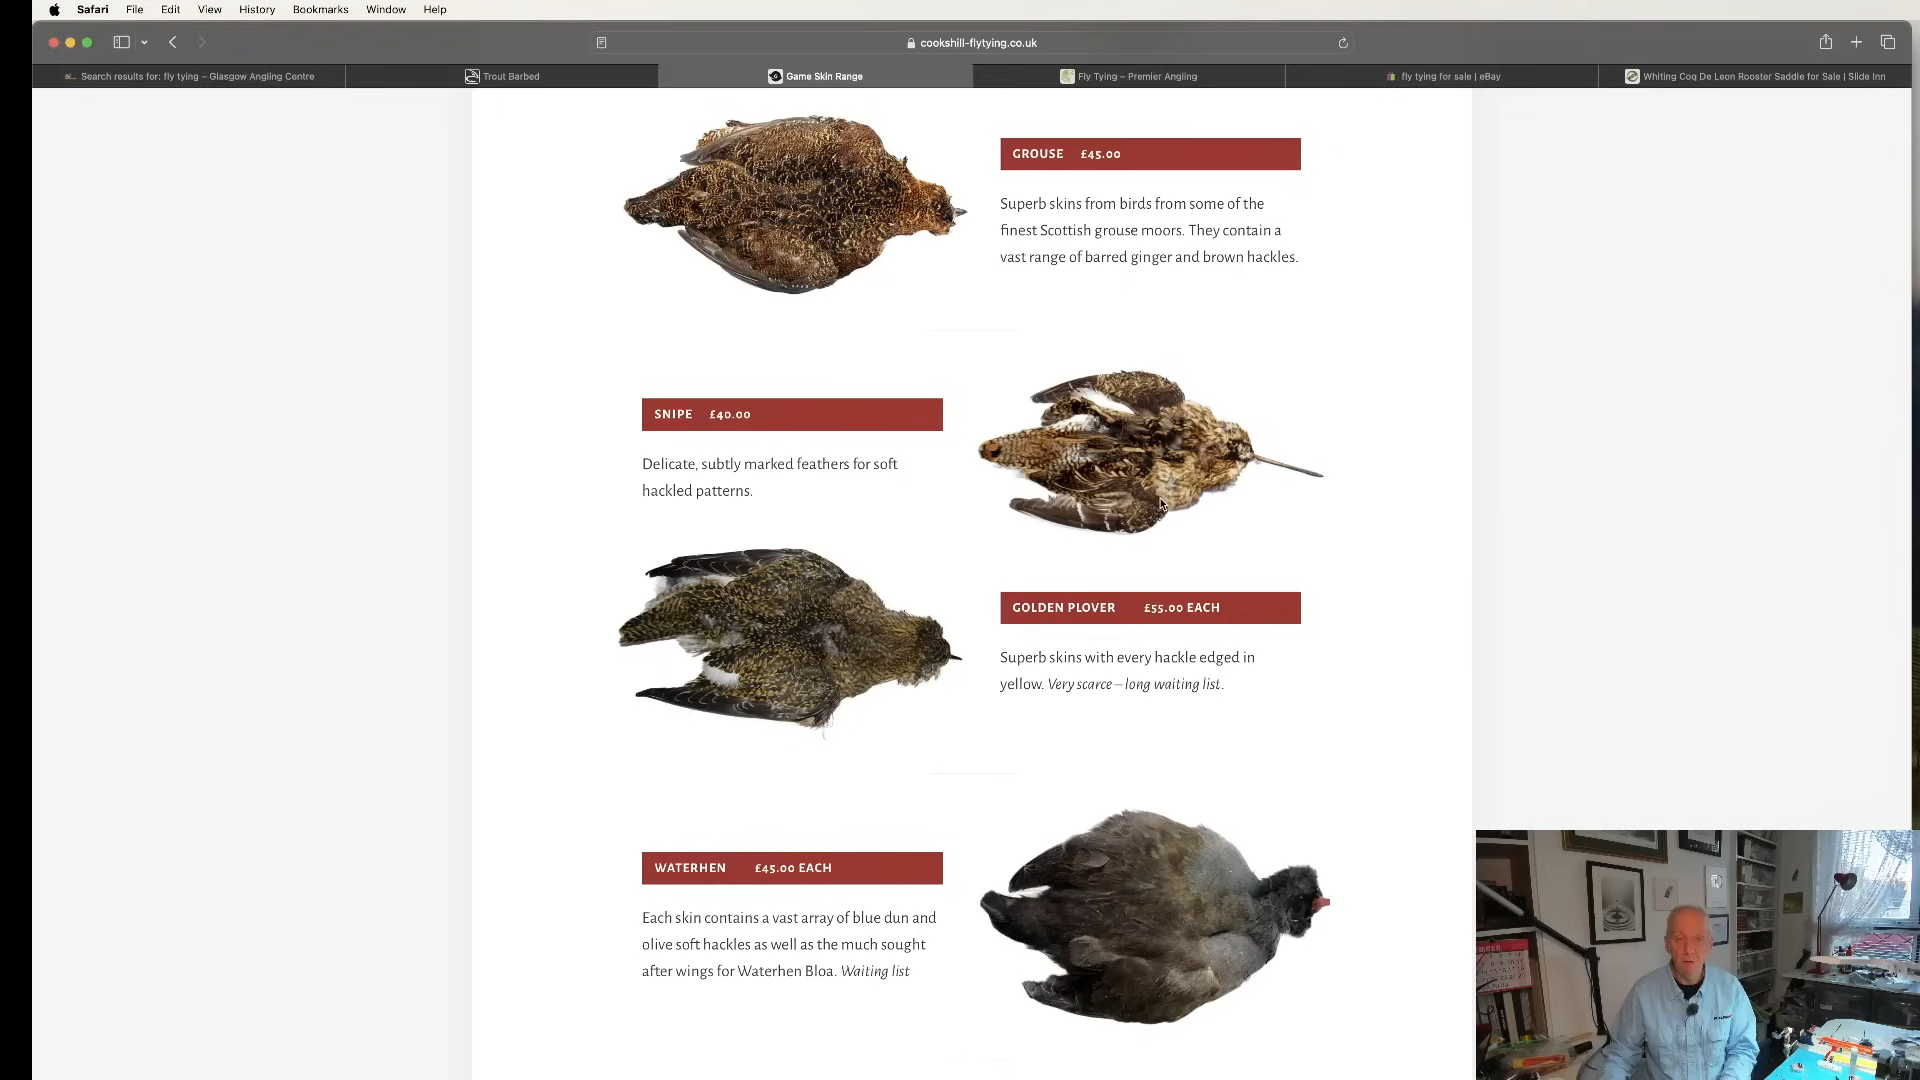 Safari File Edit View History Bookmarks Window Help
cookshill-flytying.co.uk
Search results for: fly tying – Glasgow Angling Centre
Trout Barbed
Game Skin Range
Fly Tying – Premier Angling
fly tying for sale | eBay
Whiting Coq De Leon Rooster Saddle for Sale | Slide Inn
GROUSE £45.00
Superb skins from birds from some of the
finest Scottish grouse moors. They contain a
vast range of barred ginger and brown hackles.
SNIPE £40.00
Delicate, subtly marked feathers for soft
hackled patterns.
GOLDEN PLOVER £55.00 EACH
Superb skins with every hackle edged in
yellow. Very scarce – long waiting list.
WATERHEN £45.00 EACH
Each skin contains a vast array of blue dun and
olive soft hackles as well as the much sought
after wings for Waterhen Bloa. Waiting list